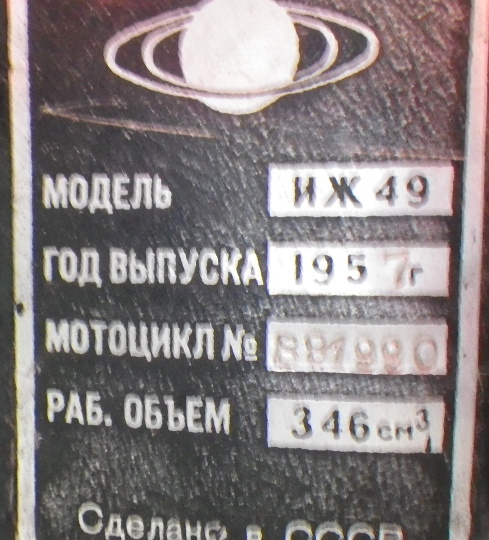 МОДЕЛЬ ИЖ 49
ГОД ВЫПУСКА 1957г
МОТОЦИКЛ №
РАБ. ОБЪЕМ 346 см³
Сделано в СССР